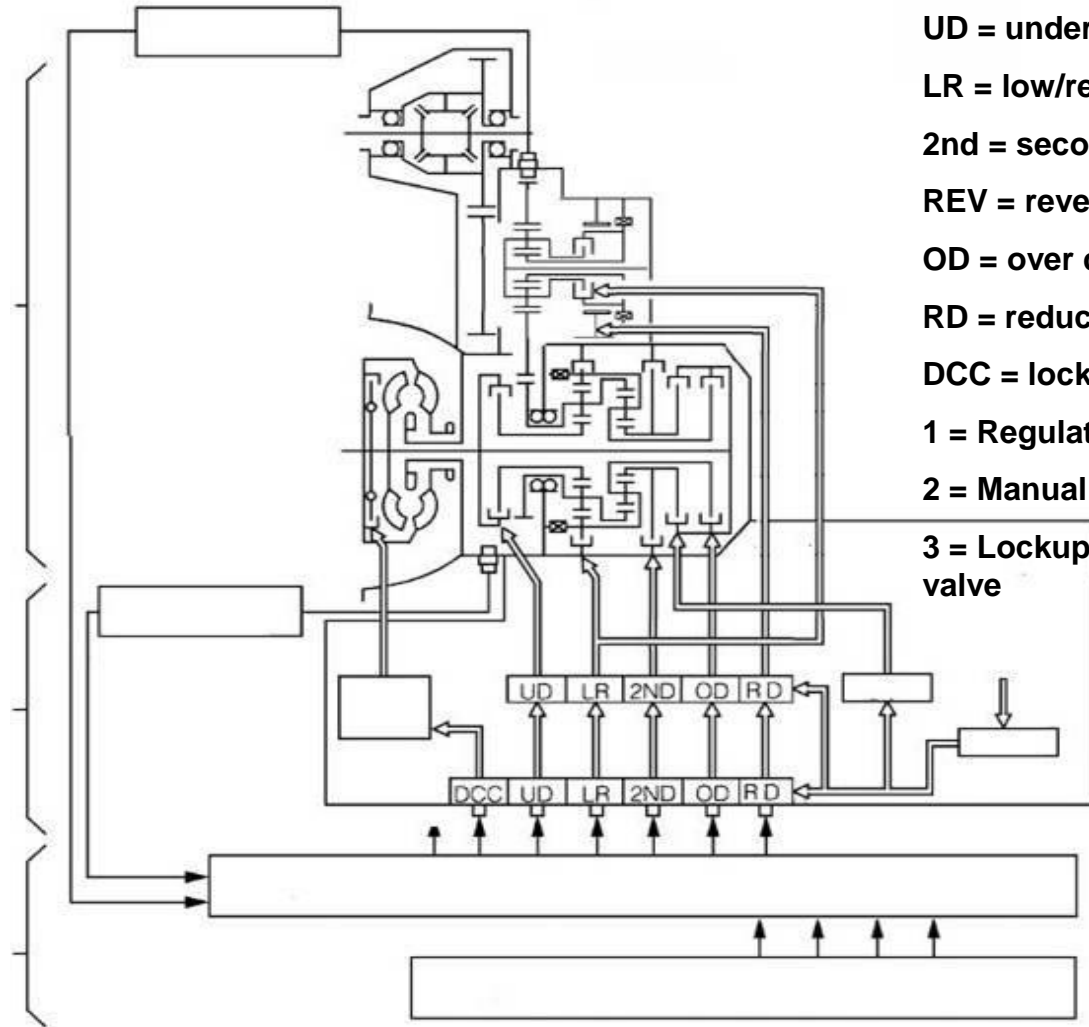 UD = under
LR = low/re
2nd = seco
REV = reve
OD = over
RD = reduc
DCC = lock
1 = Regulat
2 = Manual
3 = Lockup
valve
UD LR 2ND OD RD
DCC UD LR 2ND OD RD